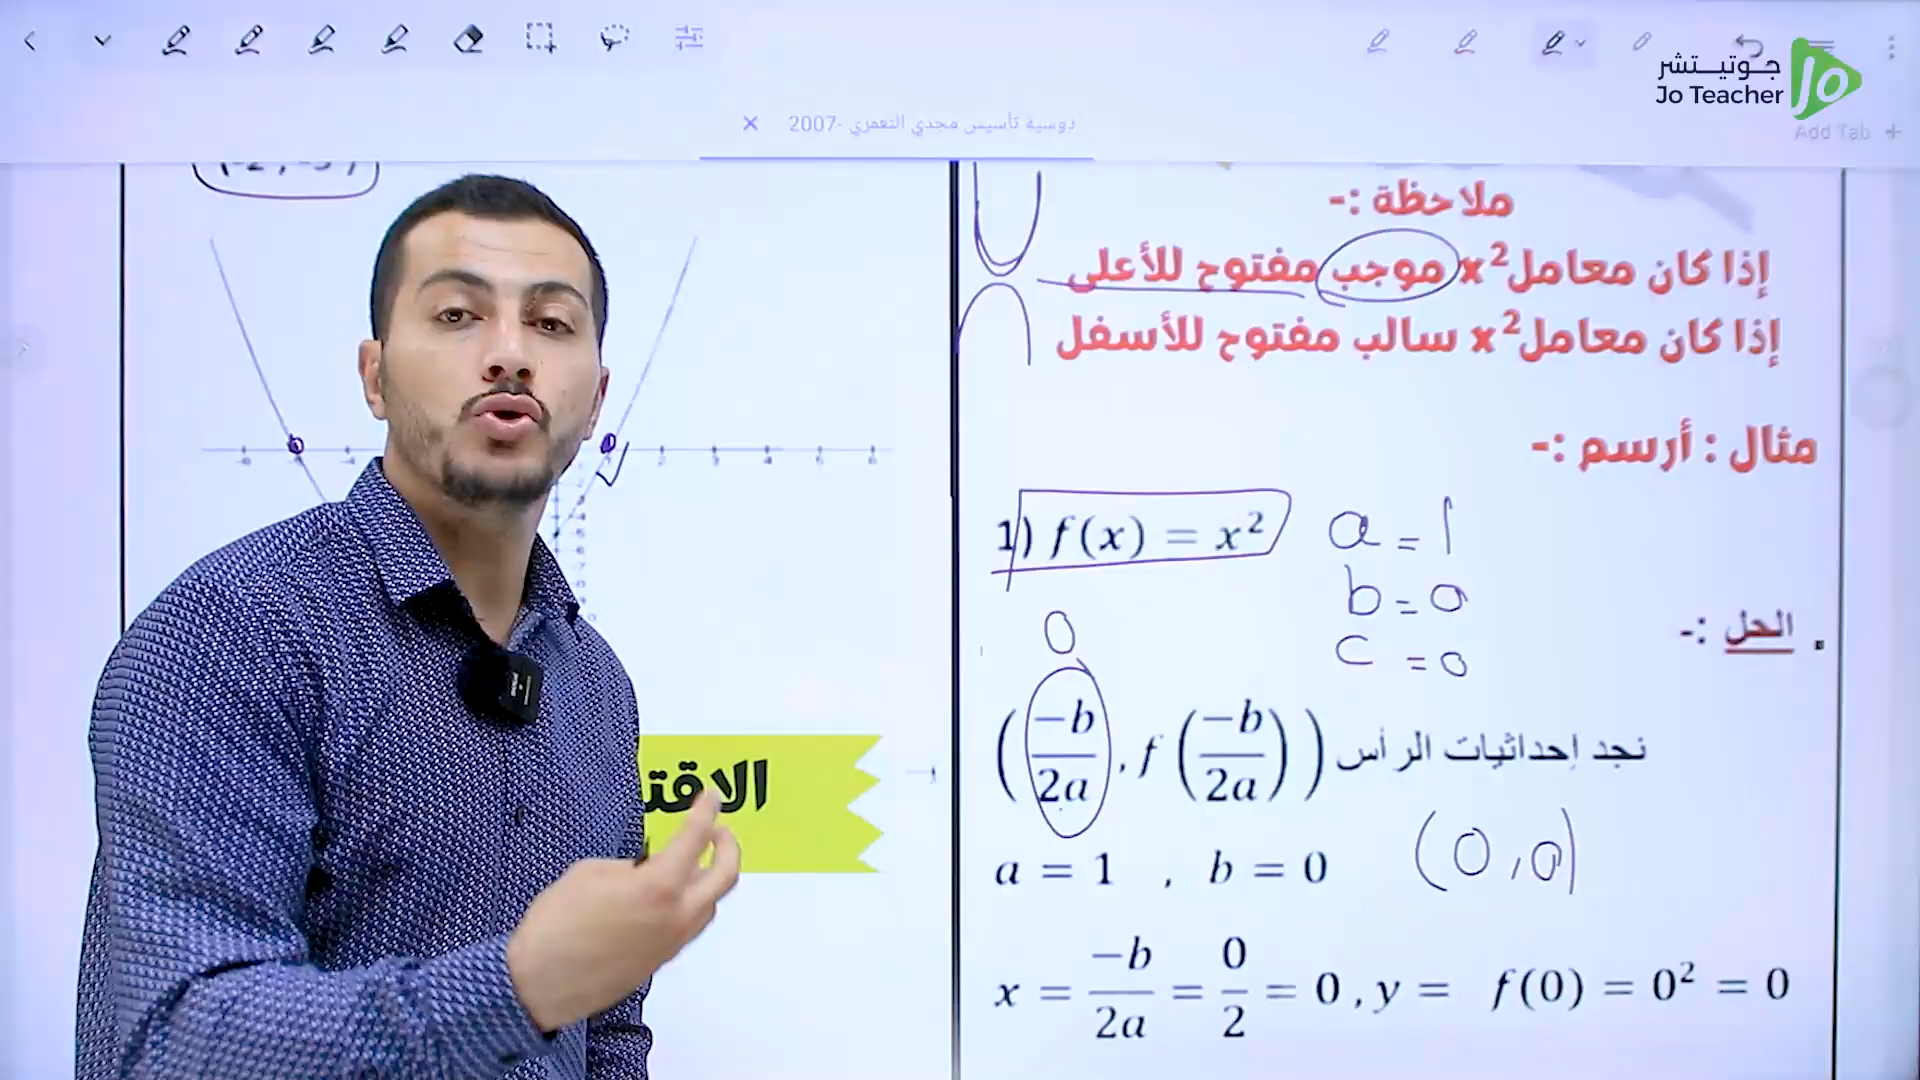 جـوتيـتشر
Jo Teacher
Jo
Add Tab +
دوسية تأسيس مجدي التعمري -2007
ملاحظة :-
إذا كان معامل x² موجب مفتوح للأعلى
إذا كان معامل x² سالب مفتوح للأسفل
مثال : أرسم :-
1) f(x) = x²
a = 1
b = 0
c = 0
الحل :-
0
نجد إحداثيات الرأس (-b/2a , f(-b/2a))
a = 1 , b = 0
(0 , 0)
x = -b/2a = 0/2 = 0 , y = f(0) = 0² = 0